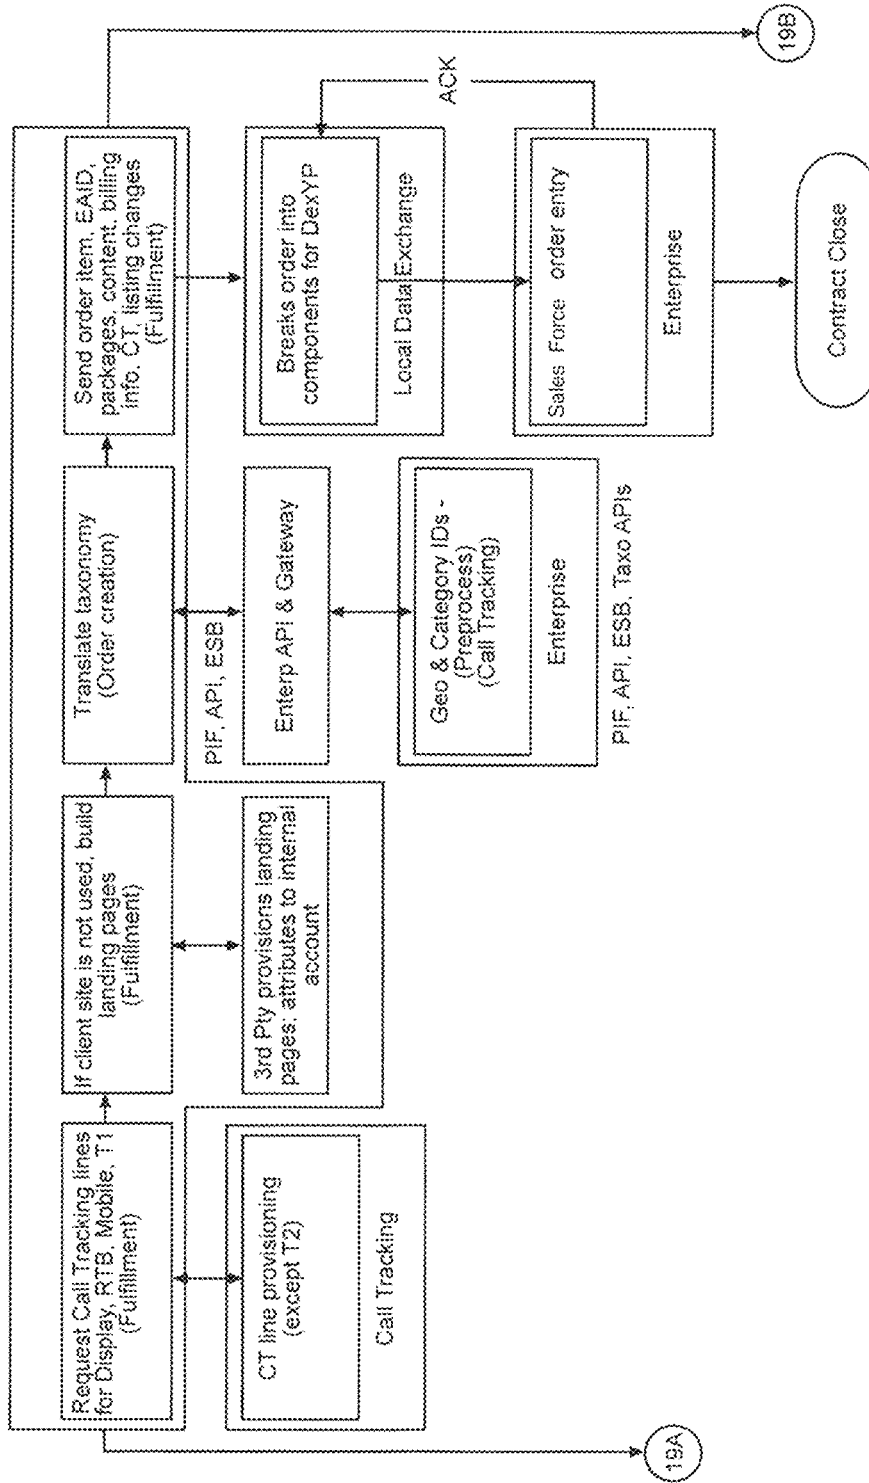 Request Call Tracking lines
for Display, RTB, Mobile, T1
(Fulfillment)
If client site is not used, build
landing pages
(Fulfillment)
Translate taxonomy
(Order creation)
Send order item, EAID,
packages, content, billing
info, CT, listing changes
(Fulfillment)
CT line provisioning
(except T2)
Call Tracking
3rd Pty provisions landing
pages; attributes to internal
account
PIF, API, ESB
Enterp API & Gateway
Geo & Category IDs -
(Preprocess)
(Call Tracking)
Enterprise
PIF, API, ESB, Taxo APIs
Breaks order into
components for DexYP
Local Data Exchange
ACK
Sales Force order entry
Enterprise
Contract Close
19A
19B